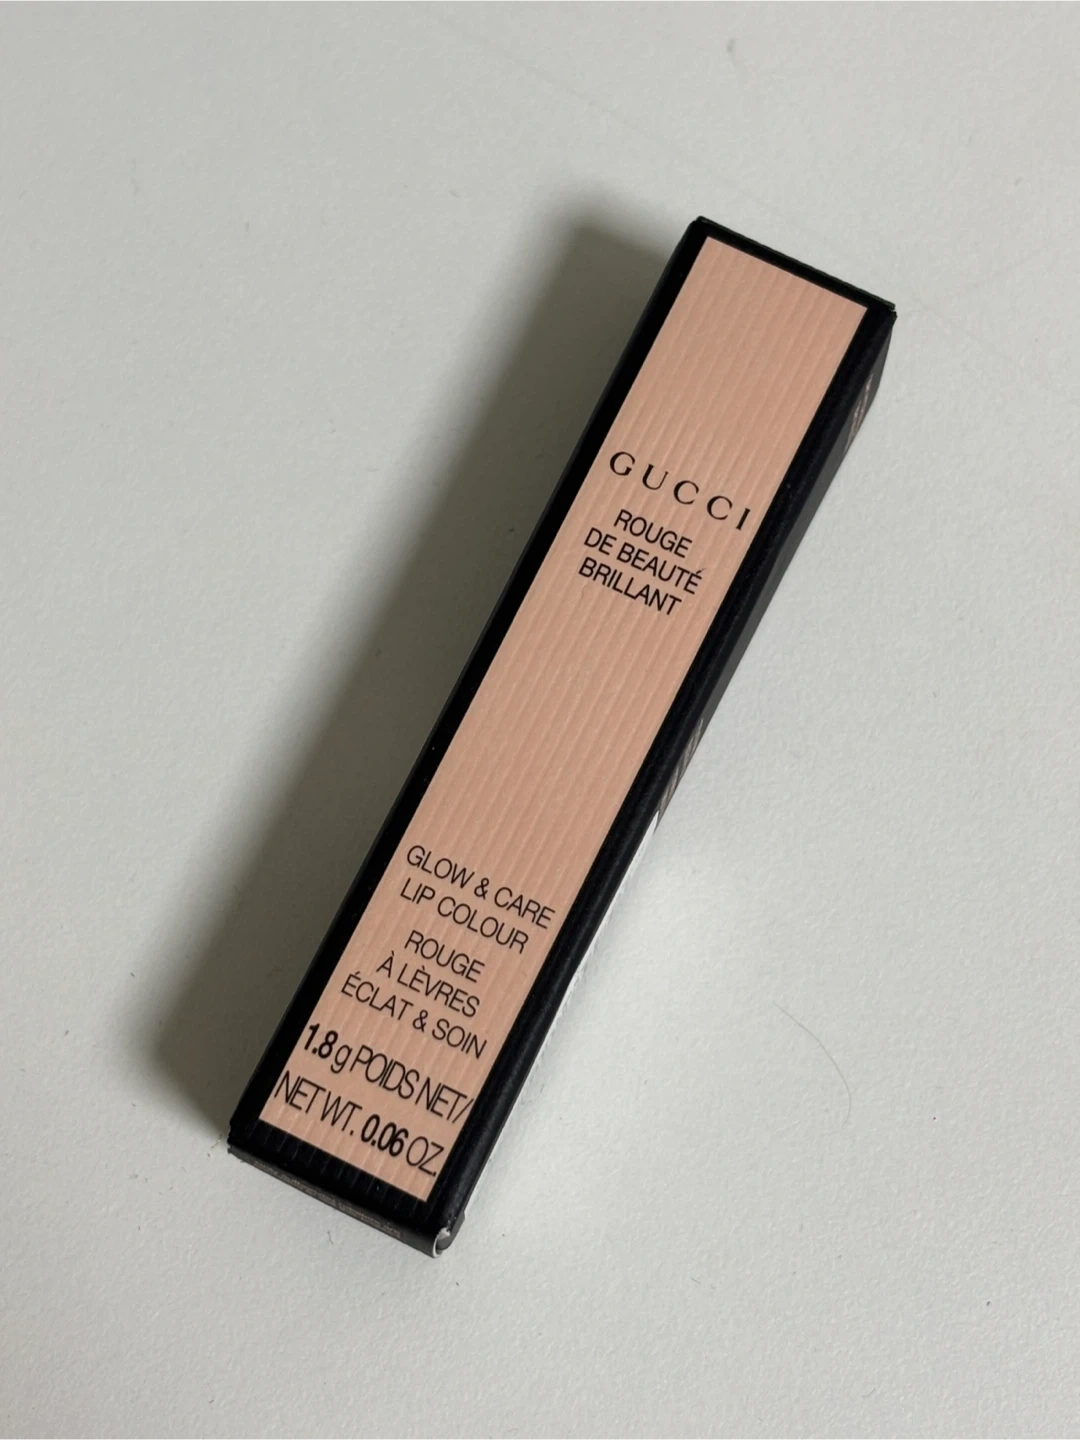 GUCCI
ROUGE
DE BEAUTÉ
BRILLANT
GLOW & CARE
LIP COLOUR
ROUGE
À LÈVRES
ÉCLAT & SOIN
1.8 g POIDS NET/
NET WT. 0.06 OZ.